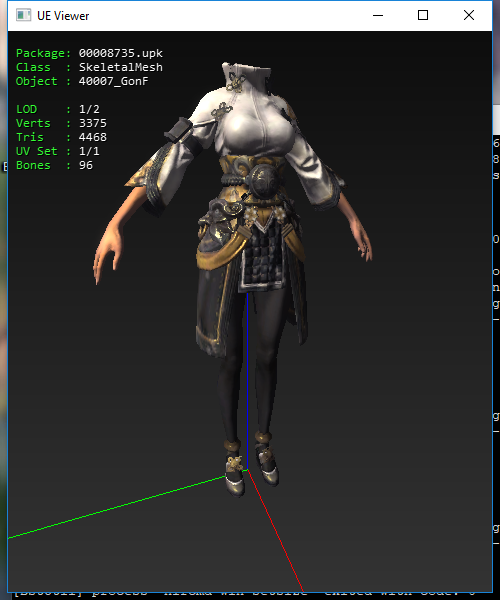 UE Viewer
Package: 00008735.upk
Class : SkeletalMesh
Object : 40007_GonF
LOD : 1/2
Verts : 3375
Tris : 4468
UV Set : 1/1
Bones : 96